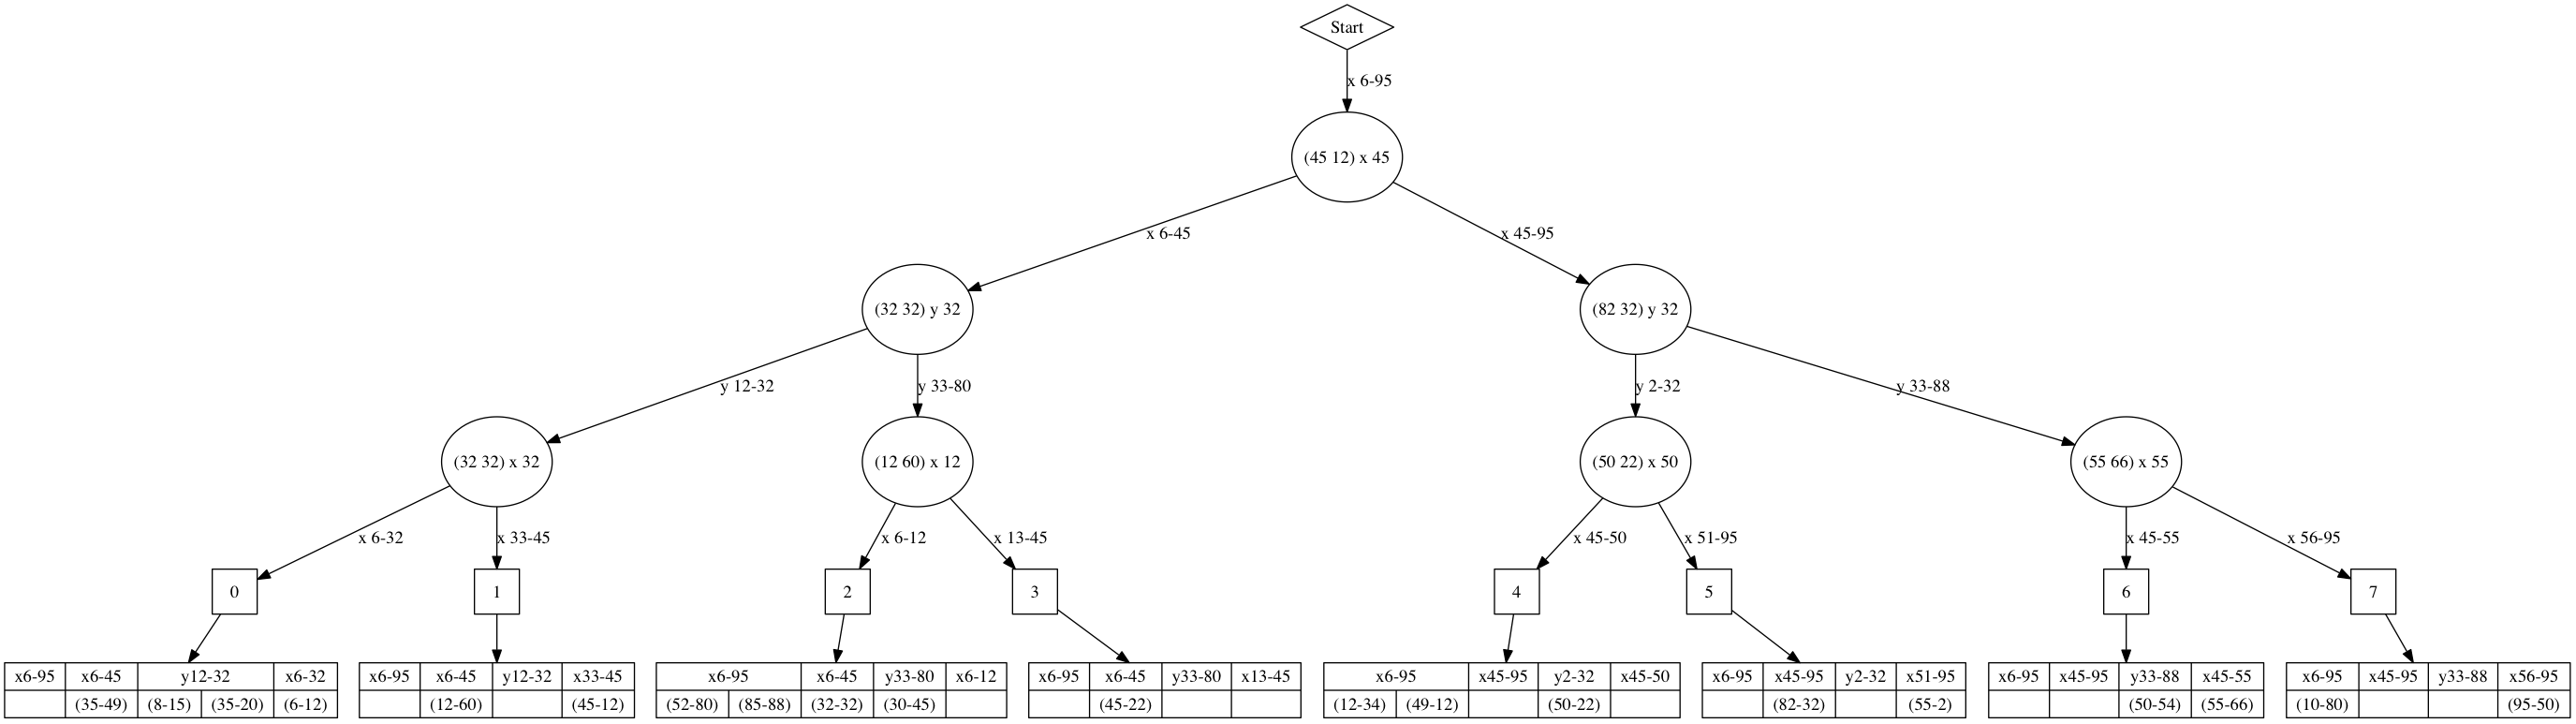 Start
x 6-95
(45 12) x 45
x 6-45
x 45-95
(32 32) y 32
(82 32) y 32
y 12-32
y 33-80
y 2-32
y 33-88
(32 32) x 32
(12 60) x 12
(50 22) x 50
(55 66) x 55
x 6-32
x 33-45
x 6-12
x 13-45
x 45-50
x 51-95
x 45-55
x 56-95
0
1
2
3
4
5
6
7
x6-95 x6-45 y12-32 x6-32
(35-49) (8-15) (35-20) (6-12)
x6-95 x6-45 y12-32 x33-45
(12-60) (45-12)
x6-95 x6-45 y33-80 x6-12
(52-80) (85-88) (32-32) (30-45)
x6-95 x6-45 y33-80 x13-45
(45-22)
x6-95 x45-95 y2-32 x45-50
(12-34) (49-12) (50-22)
x6-95 x45-95 y2-32 x51-95
(82-32) (55-2)
x6-95 x45-95 y33-88 x45-55
(50-54) (55-66)
x6-95 x45-95 y33-88 x56-95
(10-80) (95-50)